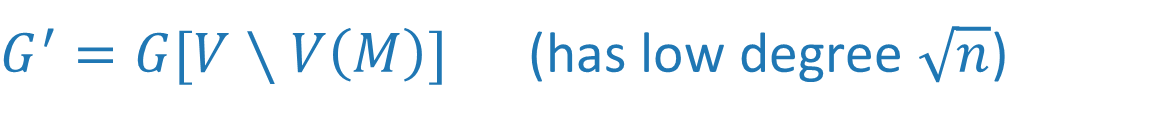 G′ = G[V \ V(M)] (has low degree √n)